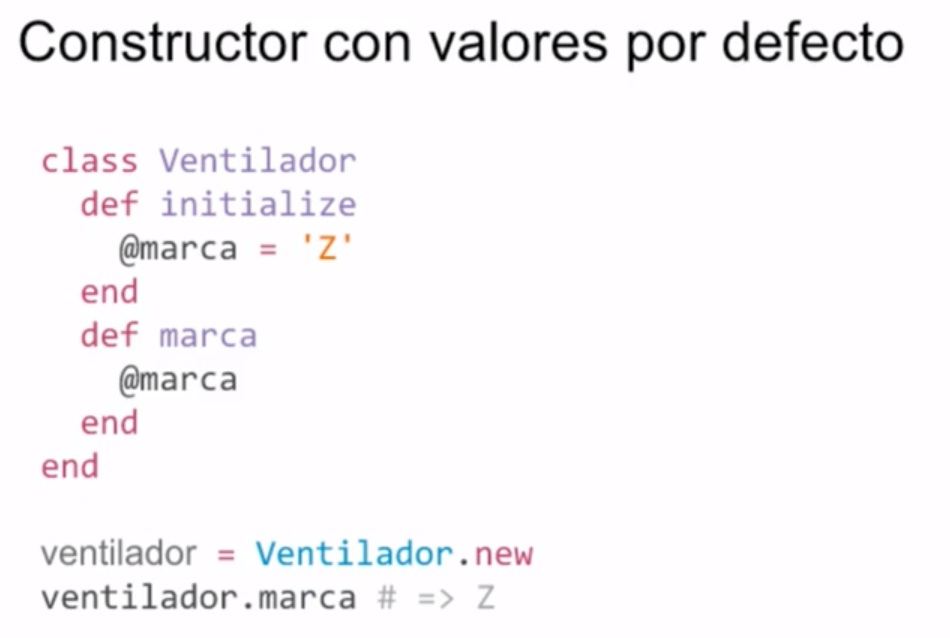 Constructor con valores por defecto
class Ventilador
  def initialize
    @marca = 'Z'
  end
  def marca
    @marca
  end
end
ventilador = Ventilador.new
ventilador.marca # => Z